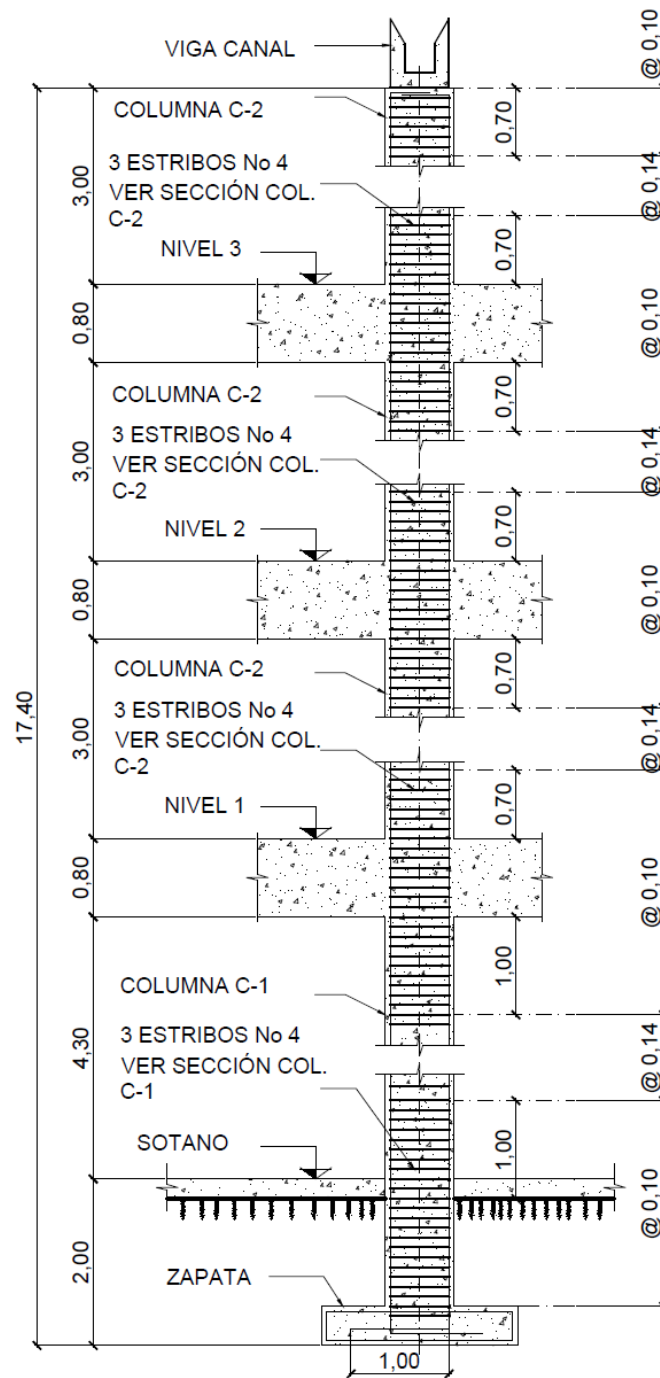 VIGA CANAL
@ 0,10
COLUMNA C-2
0,70
3,00
3 ESTRIBOS No 4
VER SECCIÓN COL.
C-2
@ 0,14
0,70
NIVEL 3
0,80
@ 0,10
COLUMNA C-2
0,70
3 ESTRIBOS No 4
VER SECCIÓN COL.
C-2
3,00
@ 0,14
0,70
NIVEL 2
0,80
@ 0,10
COLUMNA C-2
0,70
17,40
3 ESTRIBOS No 4
VER SECCIÓN COL.
C-2
3,00
@ 0,14
0,70
NIVEL 1
0,80
@ 0,10
1,00
COLUMNA C-1
4,30
3 ESTRIBOS No 4
VER SECCIÓN COL.
C-1
@ 0,14
SOTANO
1,00
@ 0,10
2,00
ZAPATA
1,00